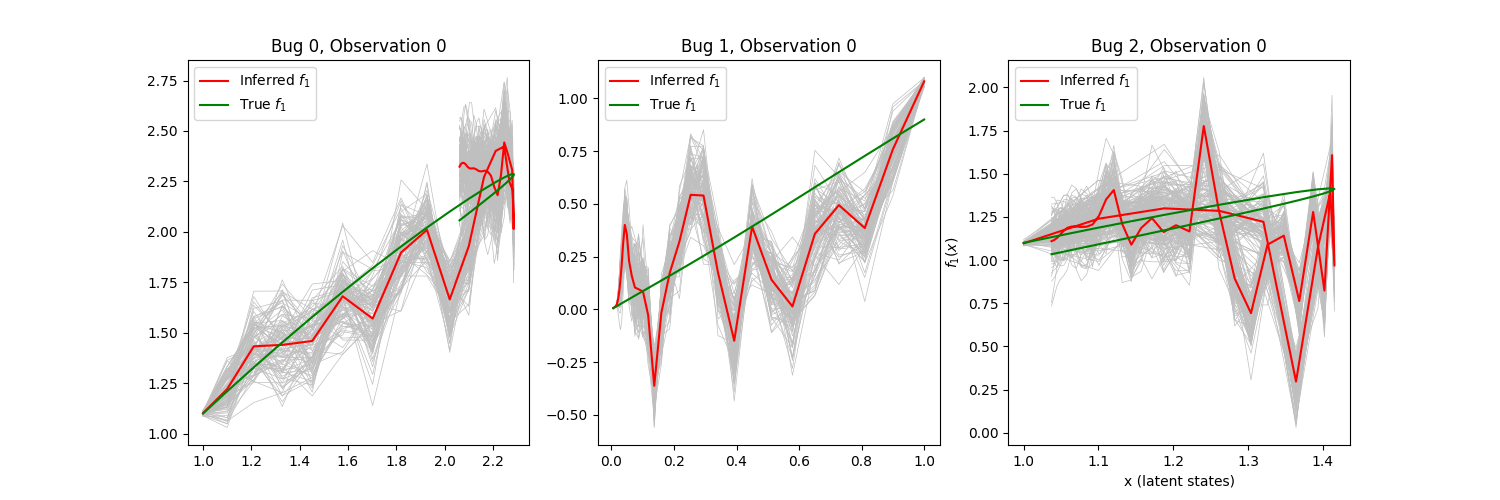 Bug 0, Observation 0
Inferred f₁
True f₁
2.75
2.50
2.25
2.00
1.75
1.50
1.25
1.00
1.0 1.2 1.4 1.6 1.8 2.0 2.2
Bug 1, Observation 0
Inferred f₁
True f₁
1.00
0.75
0.50
0.25
0.00
−0.25
−0.50
0.0 0.2 0.4 0.6 0.8 1.0
Bug 2, Observation 0
Inferred f₁
True f₁
f₁(x)
2.00
1.75
1.50
1.25
1.00
0.75
0.50
0.25
0.00
1.0 1.1 1.2 1.3 1.4
x (latent states)